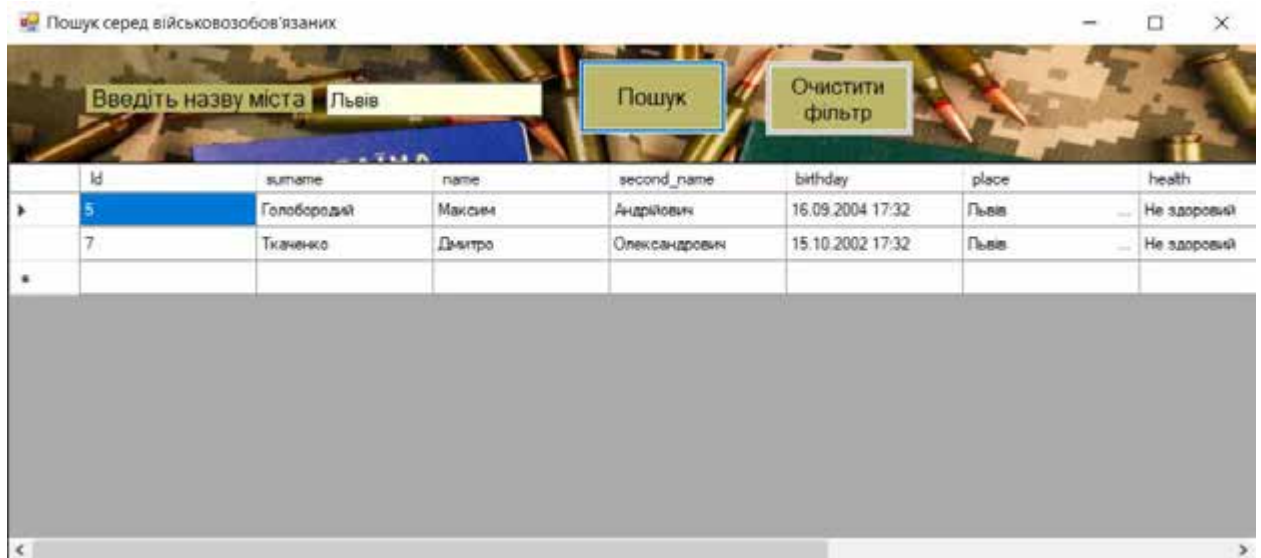 Пошук серед військовозобов'язаних
Введіть назву міста Львів Пошук Очистити фільтр
Id surname name second_name birthday place health
5 Голобородий Максим Андрійович 16.09.2004 17:32 Львів ... Не здоровий
7 Ткаченко Дмитро Олександрович 15.10.2002 17:32 Львів ... Не здоровий